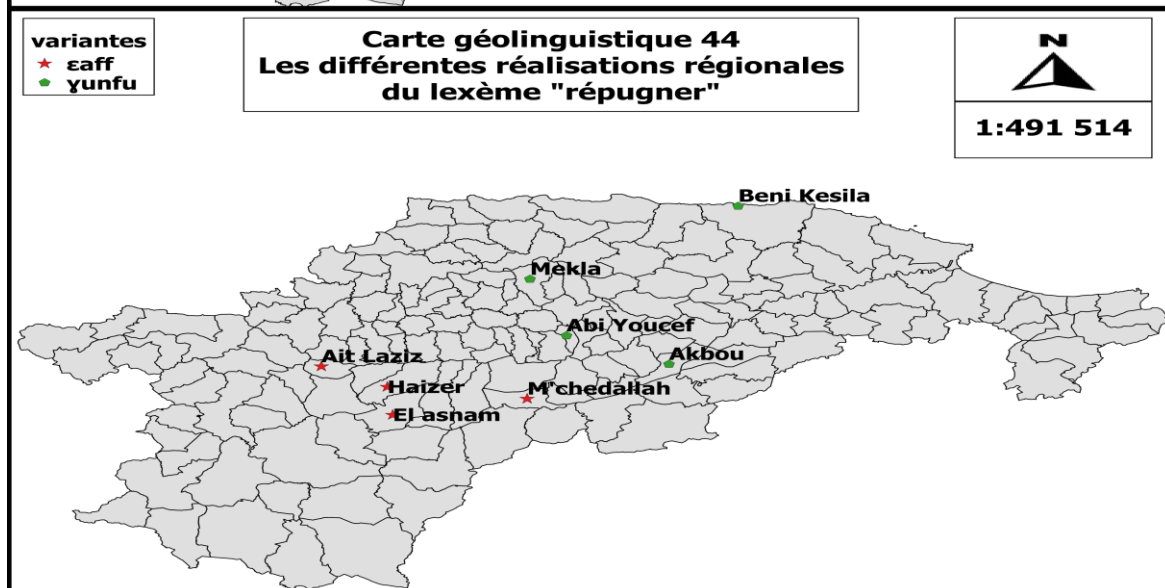 variantes
★ ɛaff
⬟ ɣunfu
Carte géolinguistique 44
Les différentes réalisations régionales
du lexème "répugner"
N
1:491 514
Beni Kesila
Mekla
Abi Youcef
Ait Laziz
Akbou
Haizer
M'chedallah
El asnam